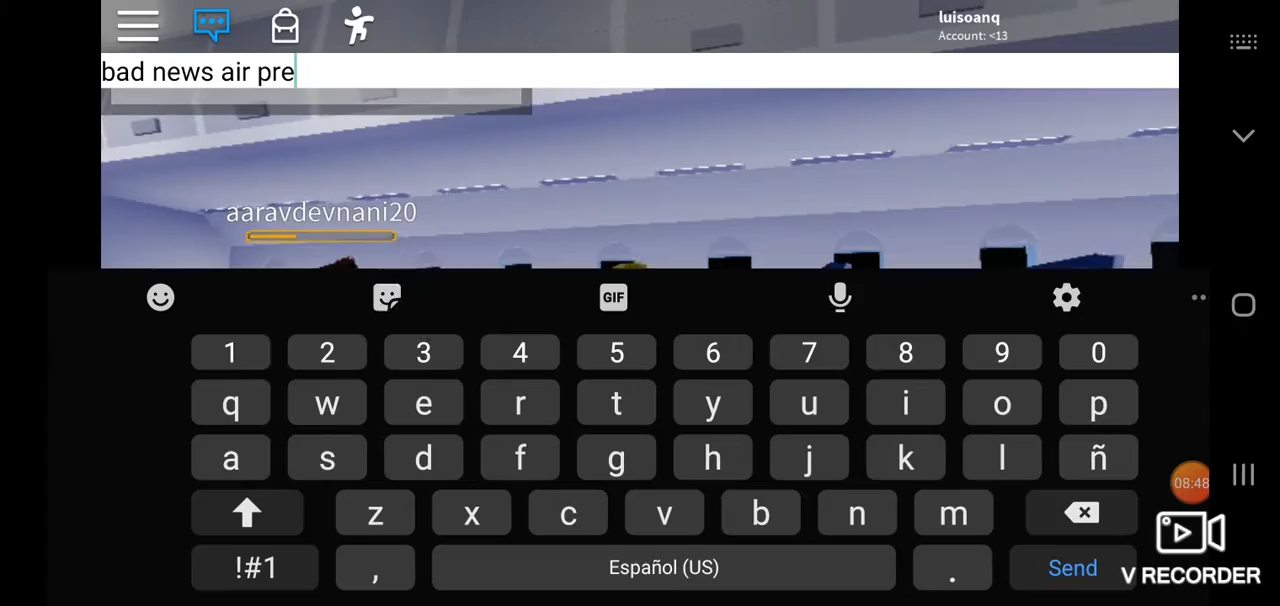 luisoanq
Account: <13
bad news air pre
aaravdevnani20
GIF
1 2 3 4 5 6 7 8 9 0
q w e r t y u i o p
a s d f g h j k l ñ
z x c v b n m
08:48
!#1 , Español (US) . Send
V RECORDER